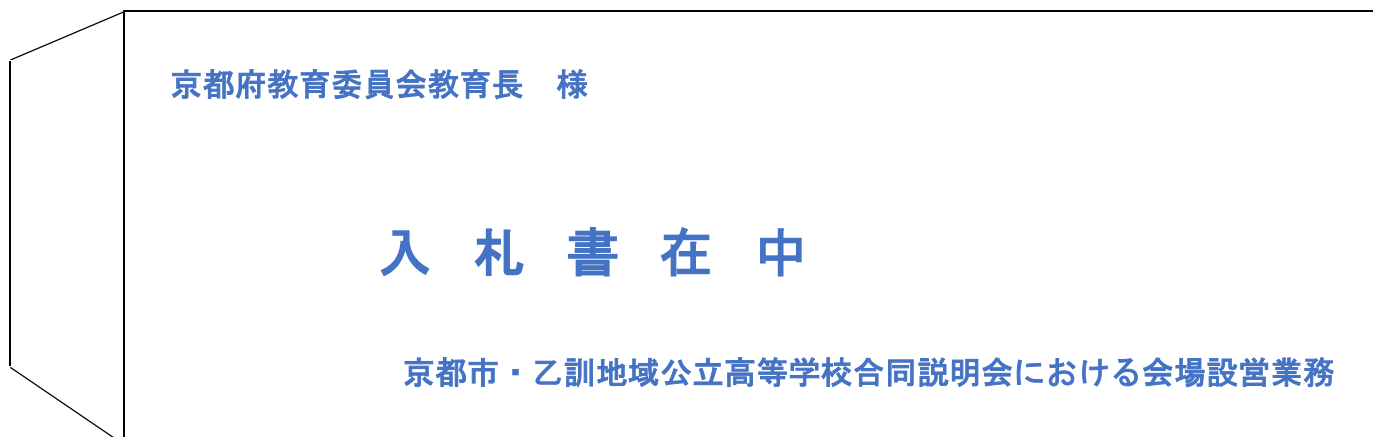 京都府教育委員会教育長　様
入　札　書　在　中
京都市・乙訓地域公立高等学校合同説明会における会場設営業務